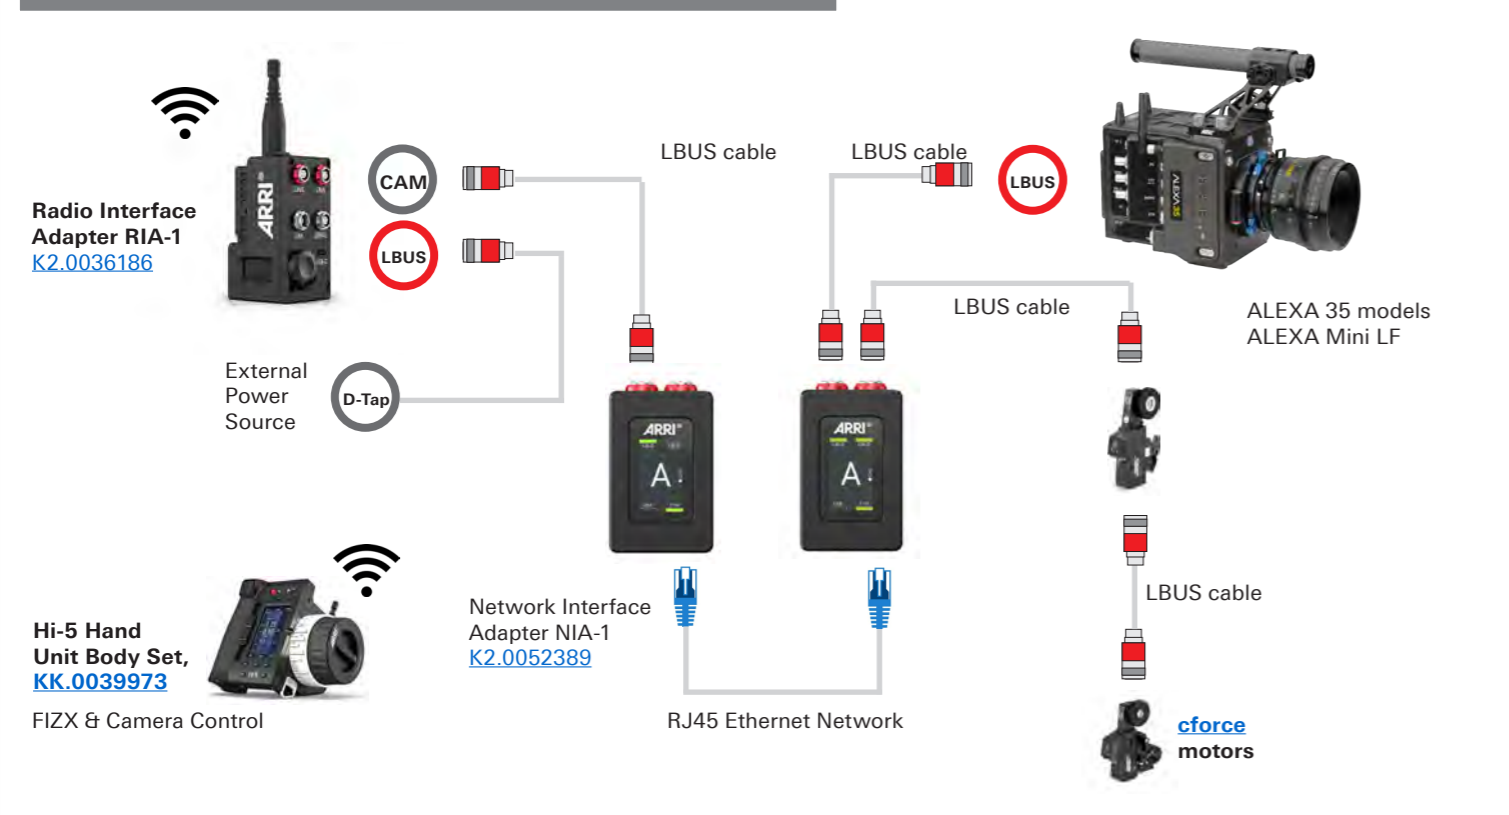 Radio Interface
Adapter RIA-1
K2.0036186
ARRI
CAM
LBUS
LBUS cable
LBUS cable
LBUS
ALEXA 35
ALEXA 35 models
ALEXA Mini LF
LBUS cable
External
Power
Source
D-Tap
ARRI
A
ARRI
A
LBUS cable
Hi-5 Hand
Unit Body Set,
KK.0039973
FIZX & Camera Control
Network Interface
Adapter NIA-1
K2.0052389
RJ45 Ethernet Network
cforce
motors